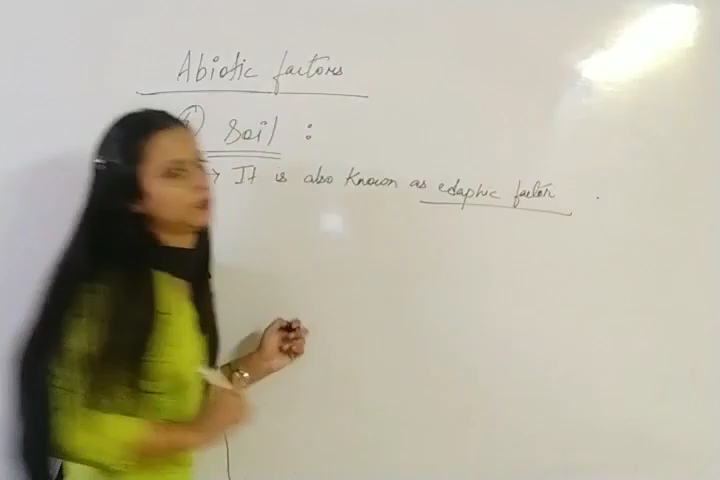 Abiotic factors
Soil :
→ It is also known as edaphic factor.